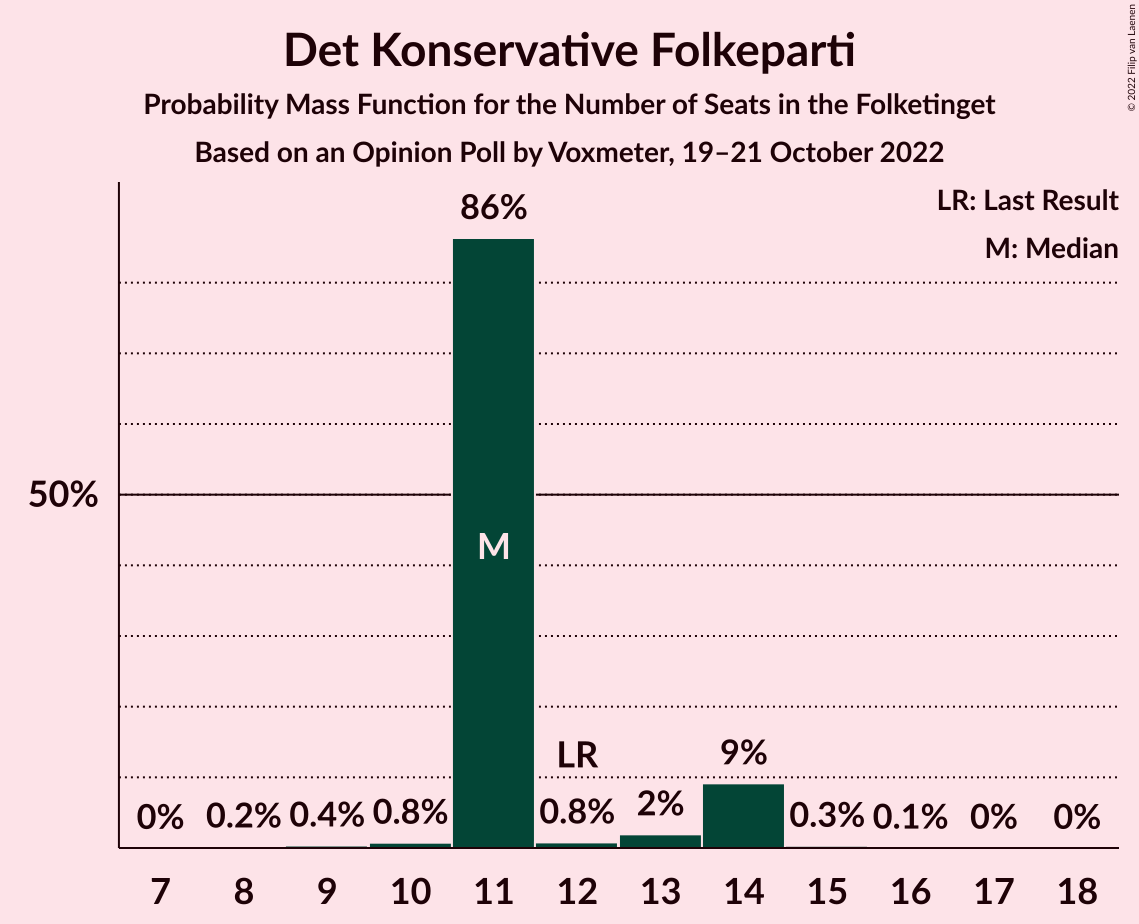 Det Konservative Folkeparti
Probability Mass Function for the Number of Seats in the Folketinget
Based on an Opinion Poll by Voxmeter, 19–21 October 2022
© 2022 Filip van Laenen
LR: Last Result
M: Median
86%
50%
M
LR
9%
0% 0.2% 0.4% 0.8% 0.8% 2% 0.3% 0.1% 0% 0%
7 8 9 10 11 12 13 14 15 16 17 18